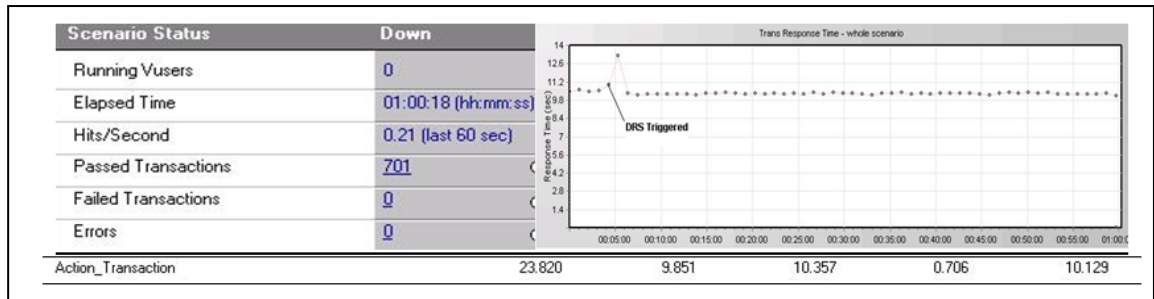 Scenario Status Down
Running Vusers 0
Elapsed Time 01:00:18 (hh:mm:ss)
Hits/Second 0.21 (last 60 sec)
Passed Transactions 701
Failed Transactions 0
Errors 0
Trans Response Time - whole scenario
Response Time (sec)
14
12.6
11.2
9.8
8.4
7
5.6
4.2
2.8
1.4
DRS Triggered
00:05:00 00:10:00 00:15:00 00:20:00 00:25:00 00:30:00 00:35:00 00:40:00 00:45:00 00:50:00 00:55:00 01:00:0
Action_Transaction 23.820 9.851 10.357 0.706 10.129